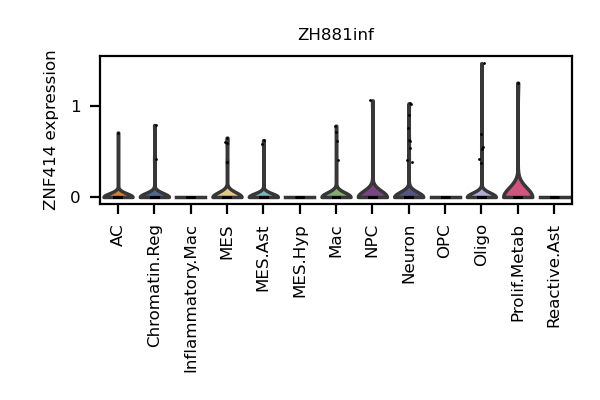 ZH881inf
ZNF414 expression
1
0
AC
Chromatin.Reg
Inflammatory.Mac
MES
MES.Ast
MES.Hyp
Mac
NPC
Neuron
OPC
Oligo
Prolif.Metab
Reactive.Ast